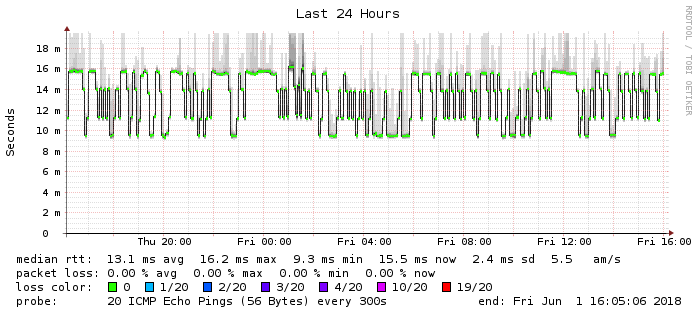 Last 24 Hours
RRDTOOL / TOBI OETIKER
Seconds
18 m
16 m
14 m
12 m
10 m
8 m
6 m
4 m
2 m
0
Thu 20:00 Fri 00:00 Fri 04:00 Fri 08:00 Fri 12:00 Fri 16:00
median rtt: 13.1 ms avg 16.2 ms max 9.3 ms min 15.5 ms now 2.4 ms sd 5.5 am/s
packet loss: 0.00 % avg 0.00 % max 0.00 % min 0.00 % now
loss color: 0 1/20 2/20 3/20 4/20 10/20 19/20
probe: 20 ICMP Echo Pings (56 Bytes) every 300s end: Fri Jun 1 16:05:06 2018